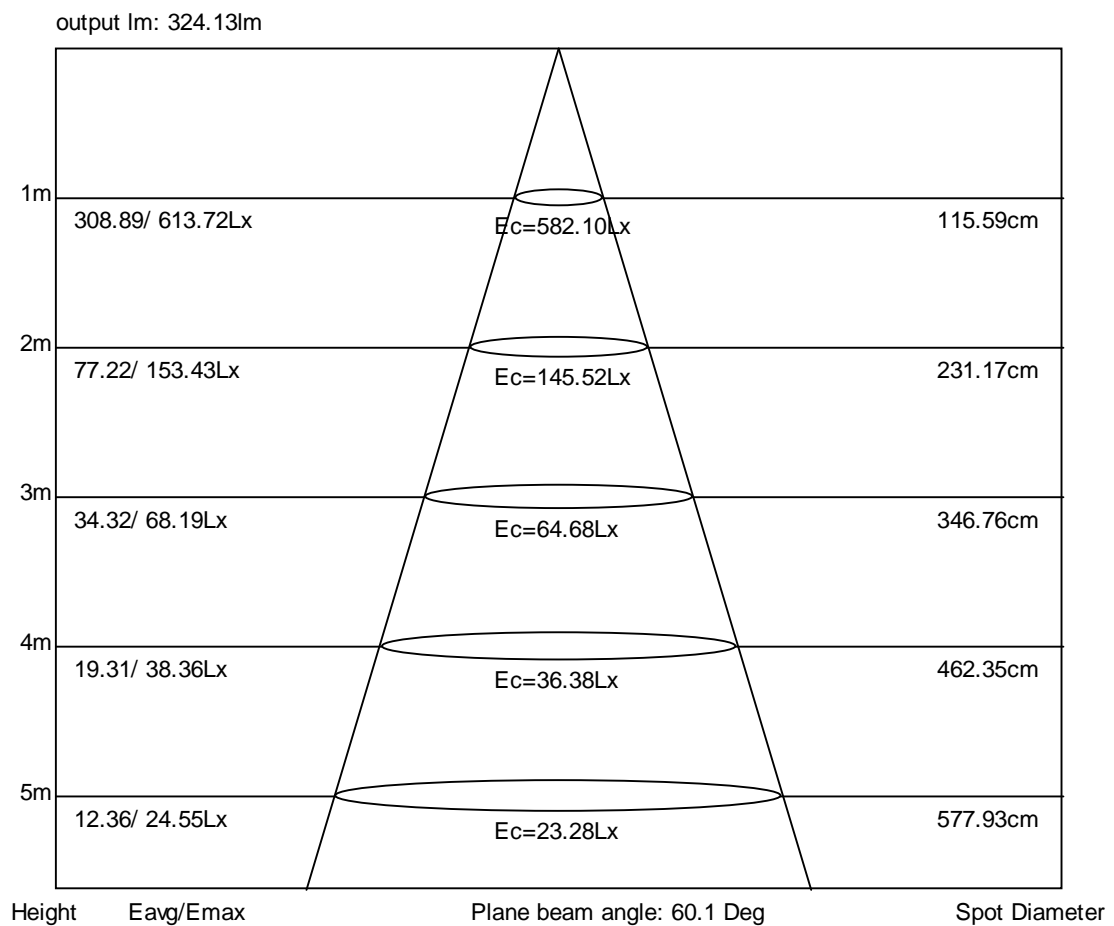 output lm: 324.13lm
1m
308.89/ 613.72Lx
Ec=582.10Lx
115.59cm
2m
77.22/ 153.43Lx
Ec=145.52Lx
231.17cm
3m
34.32/ 68.19Lx
Ec=64.68Lx
346.76cm
4m
19.31/ 38.36Lx
Ec=36.38Lx
462.35cm
5m
12.36/ 24.55Lx
Ec=23.28Lx
577.93cm
Height Eavg/Emax Plane beam angle: 60.1 Deg Spot Diameter